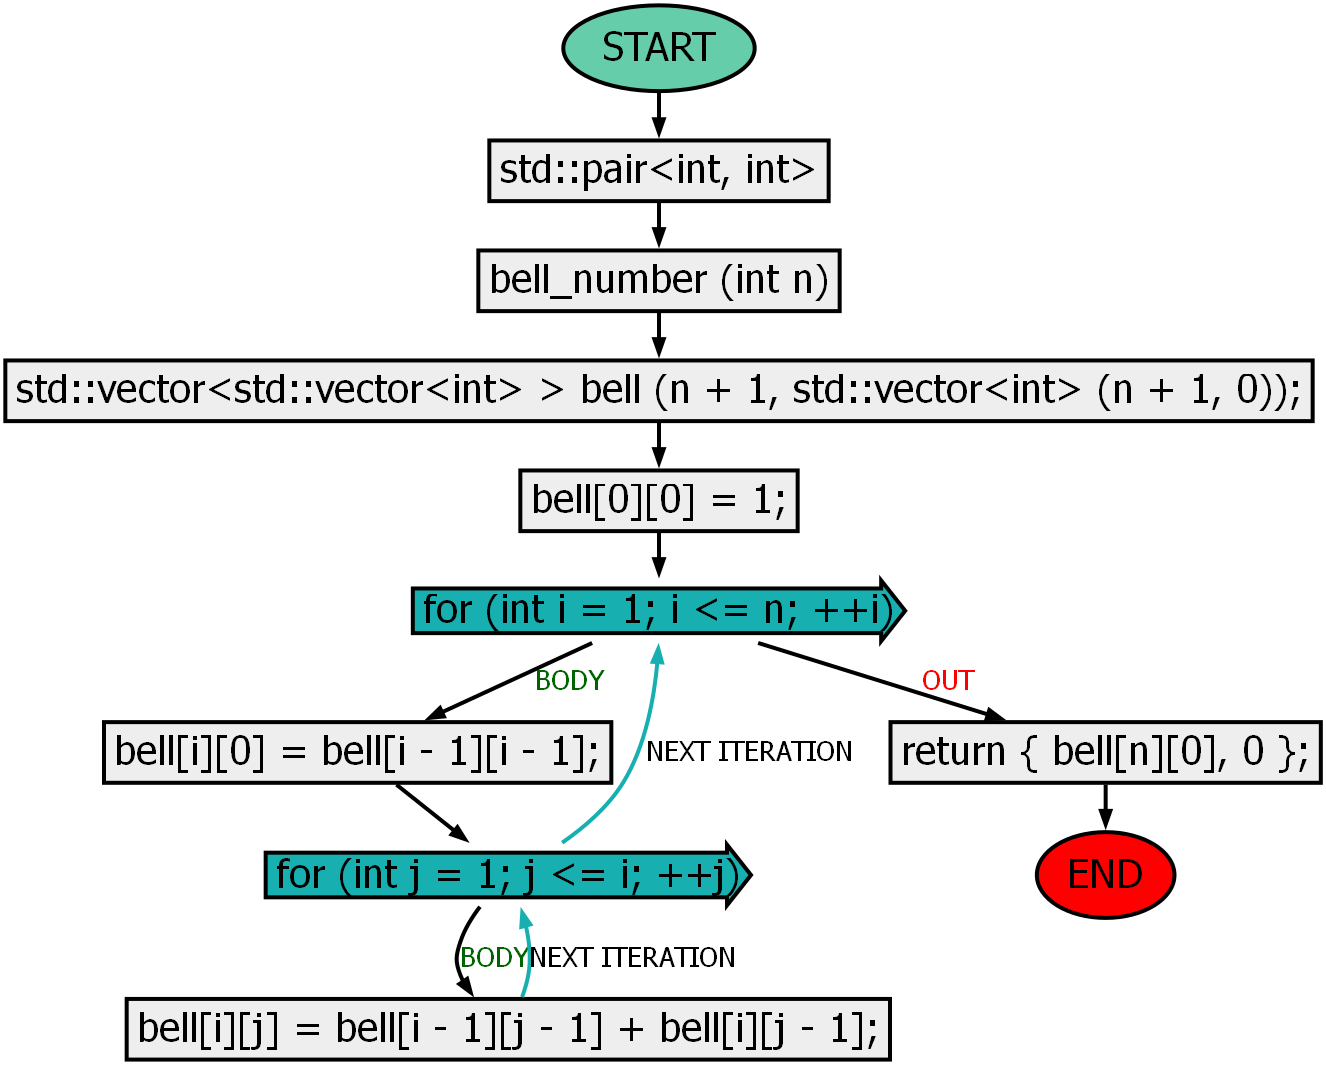 START
std::pair<int, int>
bell_number (int n)
std::vector<std::vector<int> > bell (n + 1, std::vector<int> (n + 1, 0));
bell[0][0] = 1;
for (int i = 1; i <= n; ++i)
BODY
OUT
bell[i][0] = bell[i - 1][i - 1];
NEXT ITERATION
return { bell[n][0], 0 };
for (int j = 1; j <= i; ++j)
END
BODY
NEXT ITERATION
bell[i][j] = bell[i - 1][j - 1] + bell[i][j - 1];